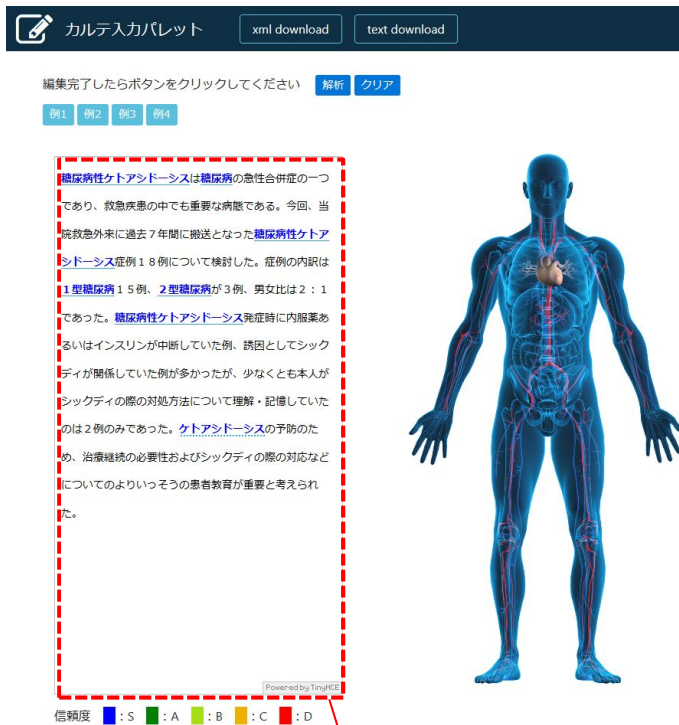 カルテ入力パレット xml download text download
編集完了したらボタンをクリックしてください 解析 クリア
例1 例2 例3 例4
糖尿病性ケトアシドーシスは糖尿病の急性合併症の一つ
であり、救急疾患の中でも重要な病態である。今回、当
院救急外来に過去７年間に搬送となった糖尿病性ケトア
シドーシス症例１８例について検討した。症例の内訳は
１型糖尿病１５例、２型糖尿病が３例、男女比は２：１
であった。糖尿病性ケトアシドーシス発症時に内服薬あ
るいはインスリンが中断していた例、誘因としてシック
ディが関係していた例が多かったが、少なくとも本人が
シックディの際の対処方法について理解・記憶していた
のは２例のみであった。ケトアシドーシスの予防のた
め、治療継続の必要性およびシックディの際の対応など
についてのよりいっそうの患者教育が重要と考えられ
た。
Powered by TinyMCE
信頼度 : S : A : B : C : D